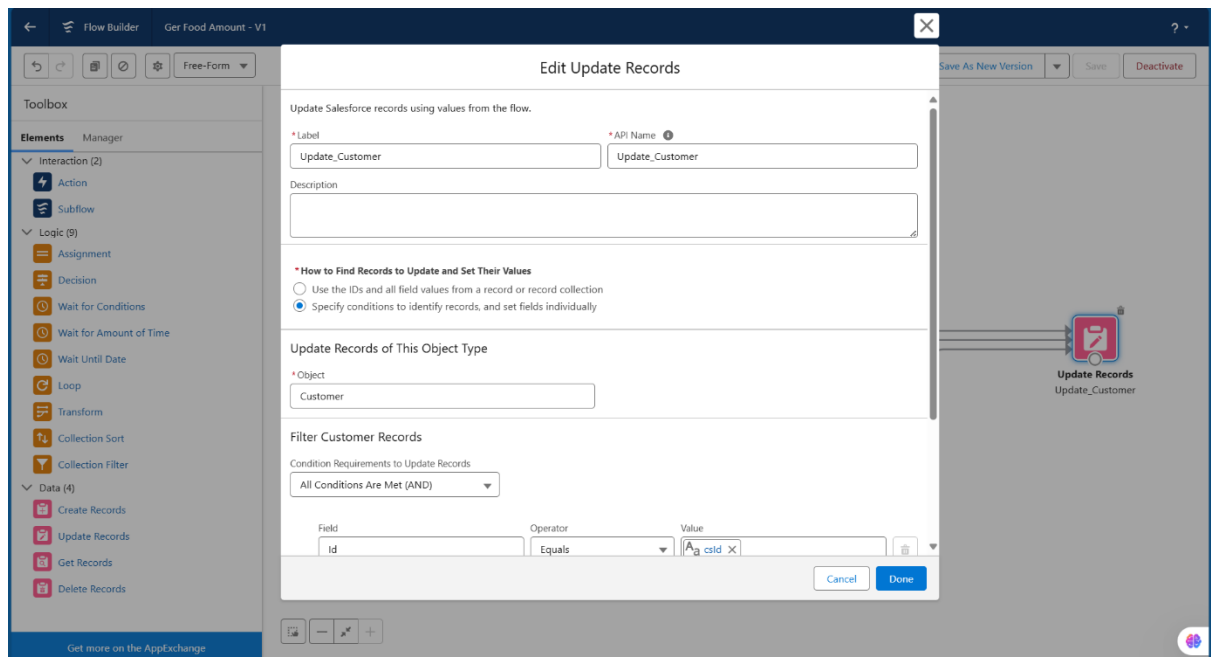 Flow Builder
Ger Food Amount - V1
?
Free-Form
Save As New Version
Save
Deactivate
Toolbox
Elements
Manager
Interaction (2)
Action
Subflow
Logic (9)
Assignment
Decision
Wait for Conditions
Wait for Amount of Time
Wait Until Date
Loop
Transform
Collection Sort
Collection Filter
Data (4)
Create Records
Update Records
Get Records
Delete Records
Get more on the AppExchange
Edit Update Records
Update Salesforce records using values from the flow.
*Label
*API Name
Update_Customer
Update_Customer
Description
*How to Find Records to Update and Set Their Values
Use the IDs and all field values from a record or record collection
Specify conditions to identify records, and set fields individually
Update Records of This Object Type
*Object
Customer
Filter Customer Records
Condition Requirements to Update Records
All Conditions Are Met (AND)
Field
Operator
Value
Id
Equals
Aa csId
Cancel
Done
Update Records
Update_Customer